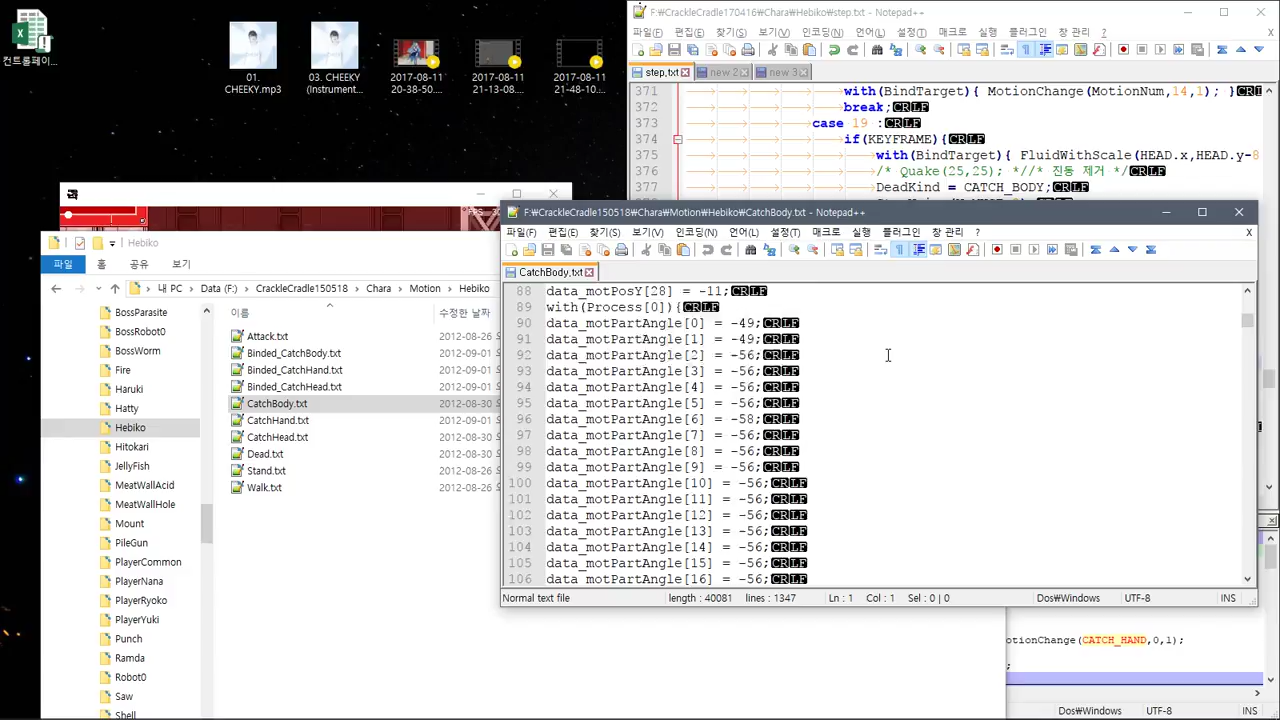 컨트롤페이...
01.
CHEEKY.mp3
03. CHEEKY
(Instrument...
2017-08-11
20-38-50....
2017-08-11
21-13-08....
2017-08-11
21-48-10....
F:₩CrackleCradle170416₩Chara₩Hebiko₩step.txt - Notepad++
파일(F) 편집(E) 찾기(S) 보기(V) 인코딩(N) 언어(L) 설정(T) 매크로 실행 플러그인 창 관리 ?
step.txt new 2 new 3
371 with(BindTarget){ MotionChange(MotionNum,14,1); }
372 break;CRLF
373 case 19 :CRLF
374 if(KEYFRAME){CRLF
375 with(BindTarget){ FluidWithScale(HEAD.x,HEAD.y-8
376 /* Quake(25,25); *//* 진동 제거 */CRLF
377 DeadKind = CATCH_BODY;CRLF
FPS
Hebiko
파일 홈 공유 보기
내 PC Data (F:) CrackleCradle150518 Chara Motion Hebiko
이름 수정한 날짜
BossParasite
BossRobot0
BossWorm
Fire
Haruki
Hatty
Hebiko
Hitokari
JellyFish
MeatWallAcid
MeatWallHole
Mount
PileGun
PlayerCommon
PlayerNana
PlayerRyoko
PlayerYuki
Punch
Ramda
Robot0
Saw
Shell
Attack.txt 2012-08-26
Binded_CatchBody.txt 2012-09-01
Binded_CatchHand.txt 2012-09-01
Binded_CatchHead.txt 2012-08-26
CatchBody.txt 2012-08-30
CatchHand.txt 2012-09-01
CatchHead.txt 2012-08-30
Dead.txt 2012-08-30
Stand.txt 2012-08-26
Walk.txt 2012-08-26
F:₩CrackleCradle150518₩Chara₩Motion₩Hebiko₩CatchBody.txt - Notepad++
파일(F) 편집(E) 찾기(S) 보기(V) 인코딩(N) 언어(L) 설정(T) 매크로 실행 플러그인 창 관리 ? X
CatchBody.txt
88 data_motPosY[28] = -11;CRLF
89 with(Process[0]){CRLF
90 data_motPartAngle[0] = -49;CRLF
91 data_motPartAngle[1] = -49;CRLF
92 data_motPartAngle[2] = -56;CRLF
93 data_motPartAngle[3] = -56;CRLF
94 data_motPartAngle[4] = -56;CRLF
95 data_motPartAngle[5] = -56;CRLF
96 data_motPartAngle[6] = -58;CRLF
97 data_motPartAngle[7] = -56;CRLF
98 data_motPartAngle[8] = -56;CRLF
99 data_motPartAngle[9] = -56;CRLF
100 data_motPartAngle[10] = -56;CRLF
101 data_motPartAngle[11] = -56;CRLF
102 data_motPartAngle[12] = -56;CRLF
103 data_motPartAngle[13] = -56;CRLF
104 data_motPartAngle[14] = -56;CRLF
105 data_motPartAngle[15] = -56;CRLF
106 data_motPartAngle[16] = -56;CRLF
Normal text file length : 40081 lines : 1347 Ln : 1 Col : 1 Sel : 0 | 0 Dos₩Windows UTF-8 INS
otionChange(CATCH_HAND,0,1);
;
Dos₩Windows UTF-8 INS